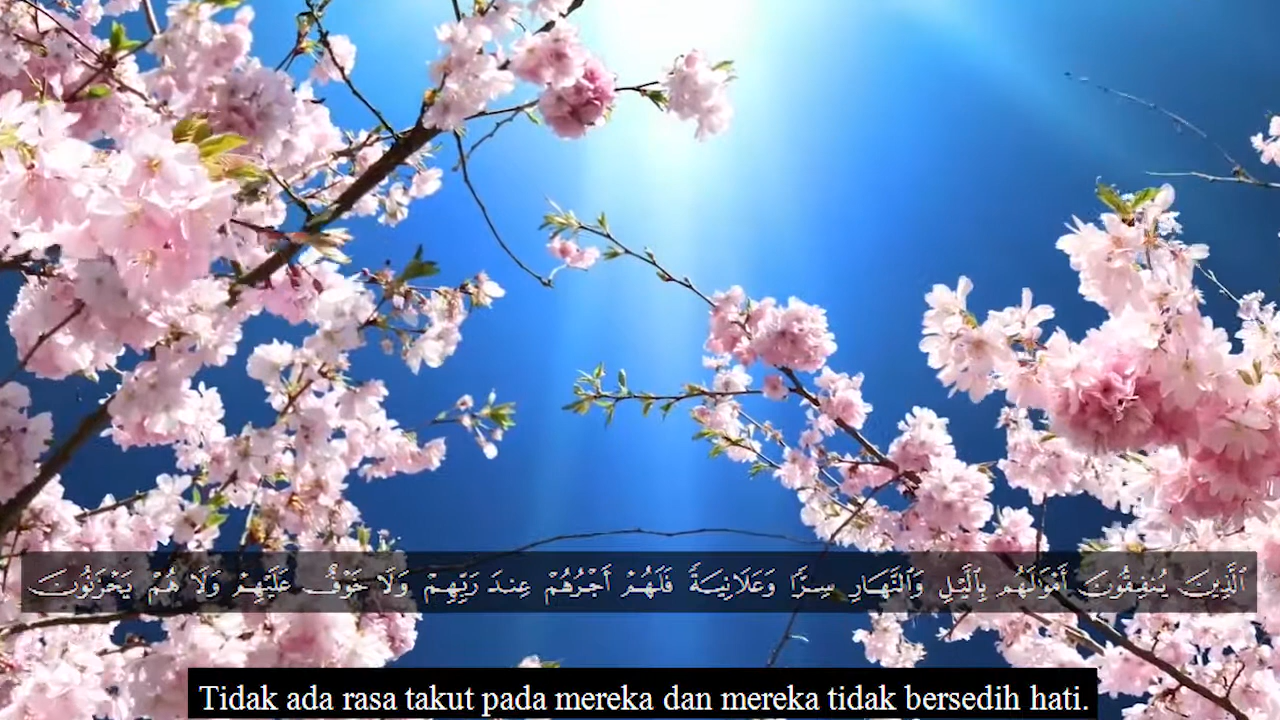 ٱلَّذِينَ يُنفِقُونَ أَمْوَٰلَهُم بِٱلَّيْلِ وَٱلنَّهَارِ سِرًّا وَعَلَانِيَةً فَلَهُمْ أَجْرُهُمْ عِندَ رَبِّهِمْ وَلَا خَوْفٌ عَلَيْهِمْ وَلَا هُمْ يَحْزَنُونَ
Tidak ada rasa takut pada mereka dan mereka tidak bersedih hati.